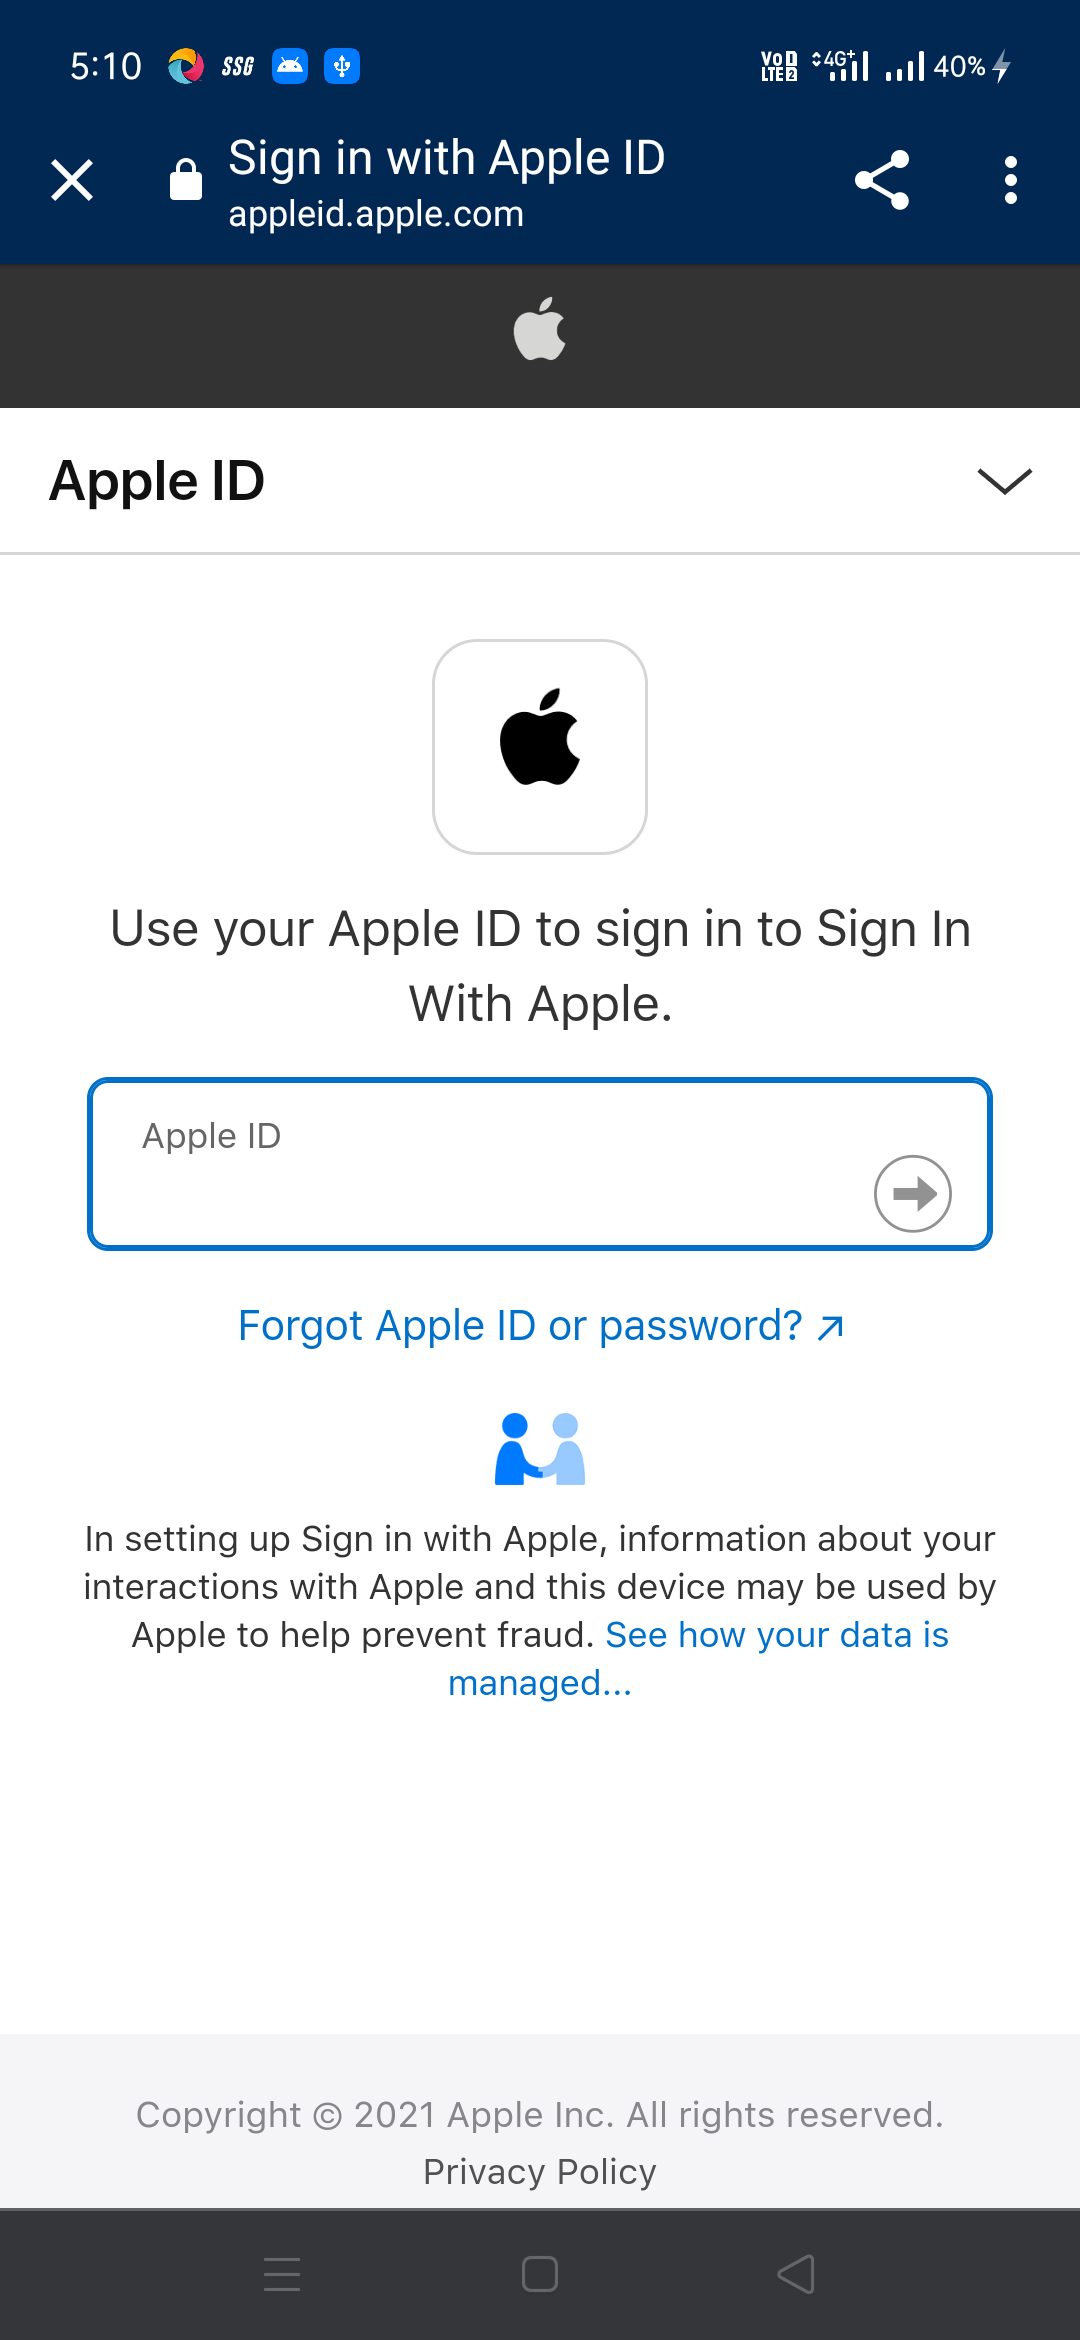 5:10 SSG VoD LTE 2 4G+ 40%
Sign in with Apple ID
appleid.apple.com
Apple ID
Use your Apple ID to sign in to Sign In
With Apple.
Apple ID
Forgot Apple ID or password?
In setting up Sign in with Apple, information about your
interactions with Apple and this device may be used by
Apple to help prevent fraud. See how your data is
managed...
Copyright © 2021 Apple Inc. All rights reserved.
Privacy Policy